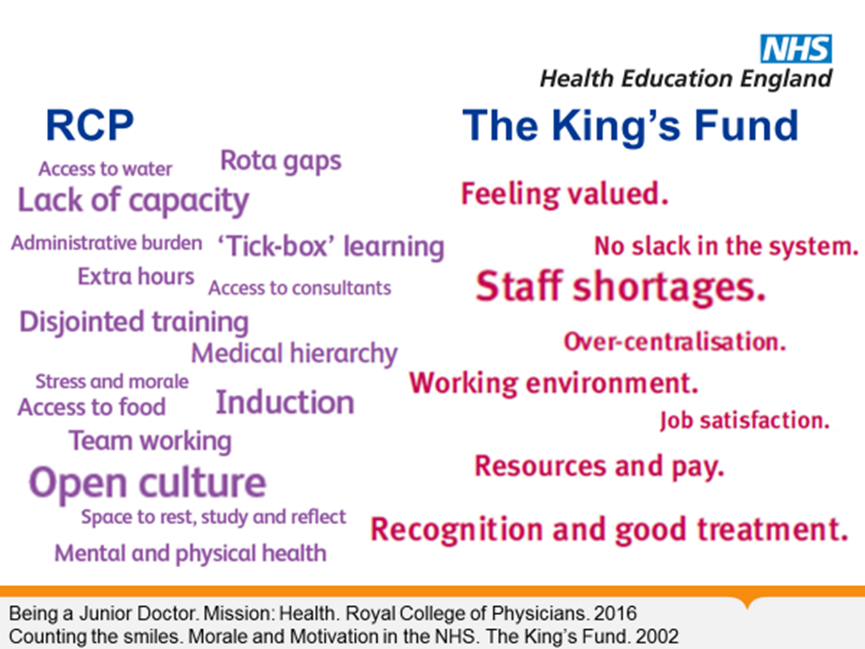 NHS
Health Education England
RCP
Access to water
Rota gaps
Lack of capacity
Administrative burden
‘Tick-box’ learning
Extra hours
Access to consultants
Disjointed training
Medical hierarchy
Stress and morale
Access to food
Induction
Team working
Open culture
Space to rest, study and reflect
Mental and physical health
The King’s Fund
Feeling valued.
No slack in the system.
Staff shortages.
Over-centralisation.
Working environment.
Job satisfaction.
Resources and pay.
Recognition and good treatment.
Being a Junior Doctor. Mission: Health. Royal College of Physicians. 2016
Counting the smiles. Morale and Motivation in the NHS. The King’s Fund. 2002